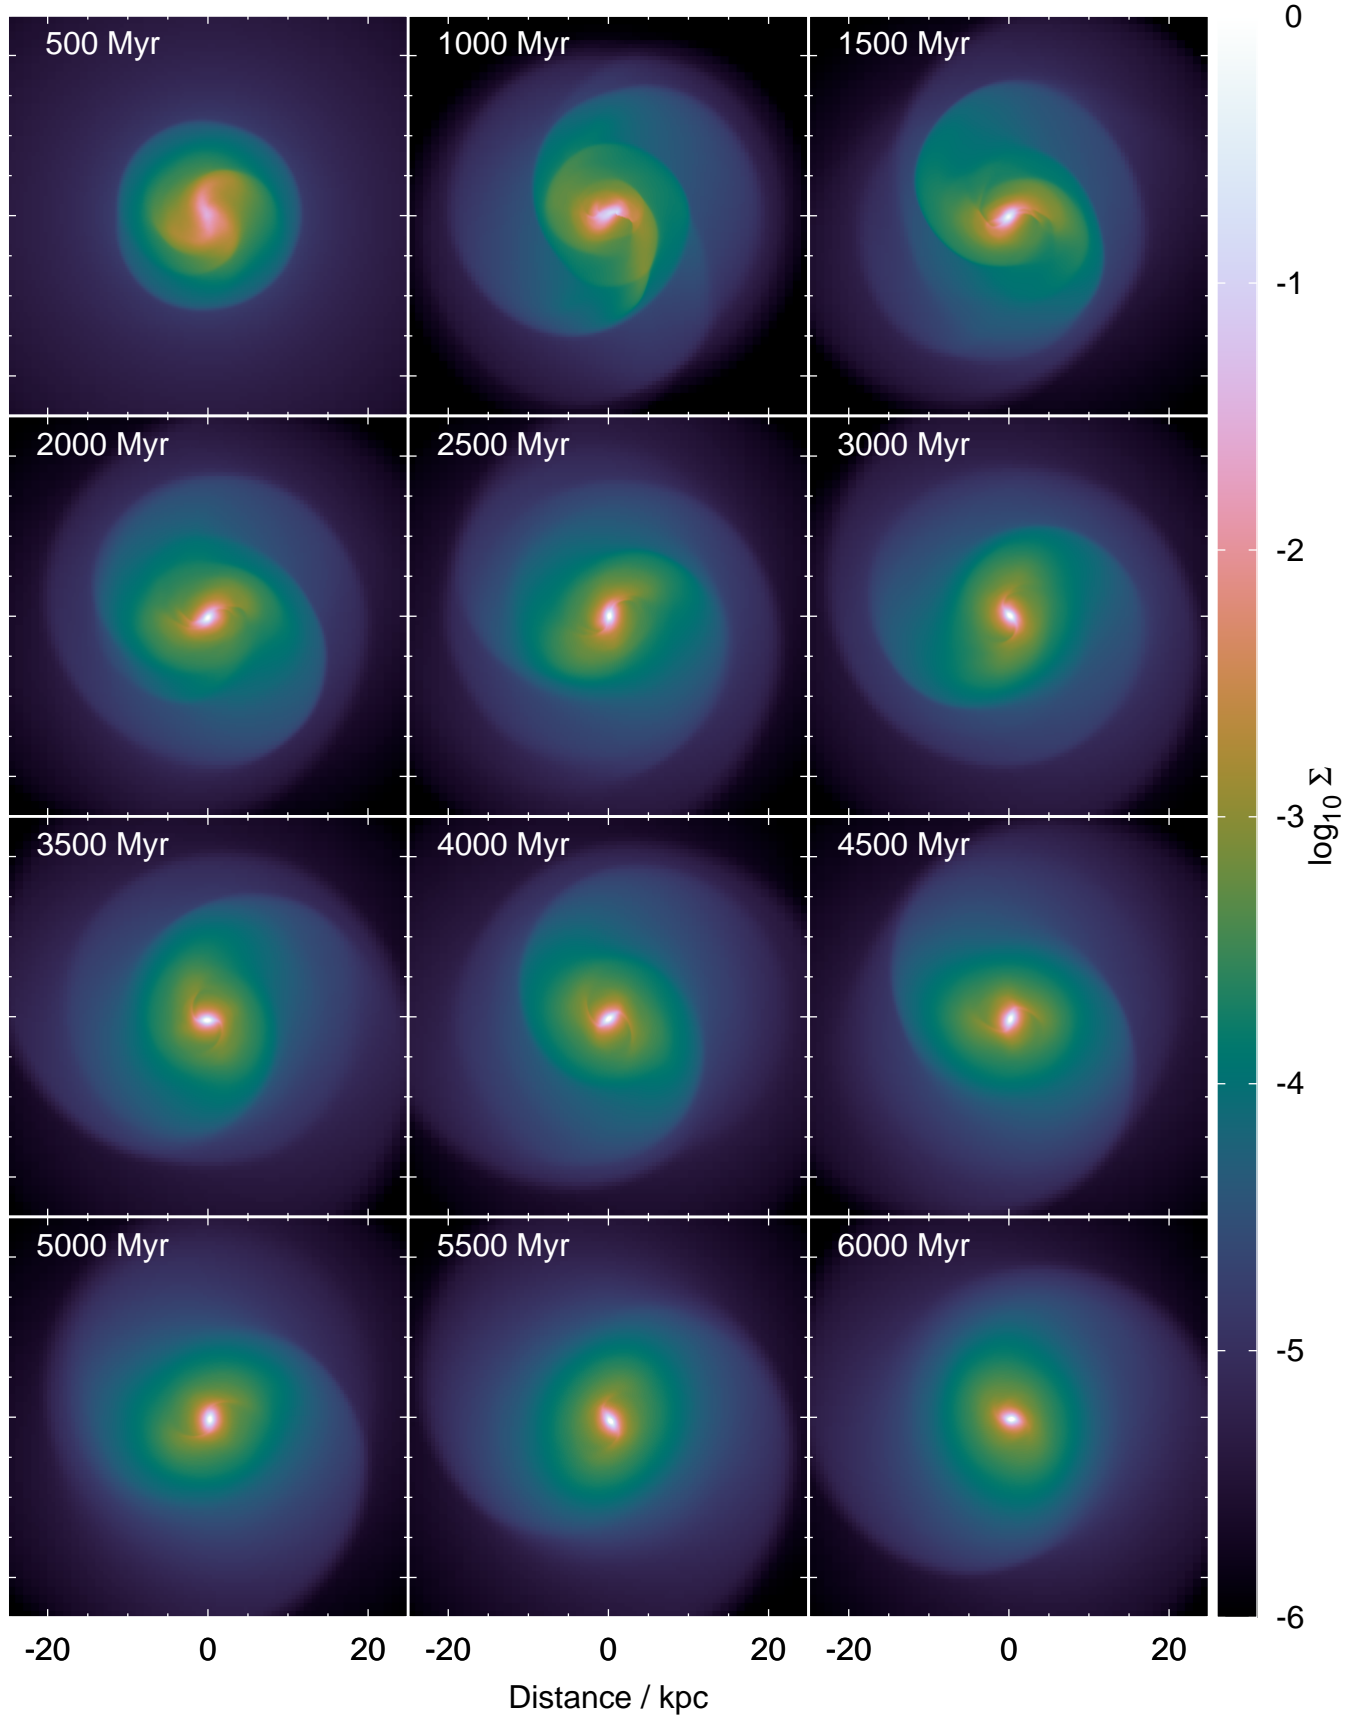 500 Myr
1000 Myr
1500 Myr
2000 Myr
2500 Myr
3000 Myr
3500 Myr
4000 Myr
4500 Myr
5000 Myr
5500 Myr
6000 Myr
0
-1
-2
-3
-4
-5
-6
log₁₀ Σ
-20 0 20 -20 0 20 -20 0 20
Distance / kpc